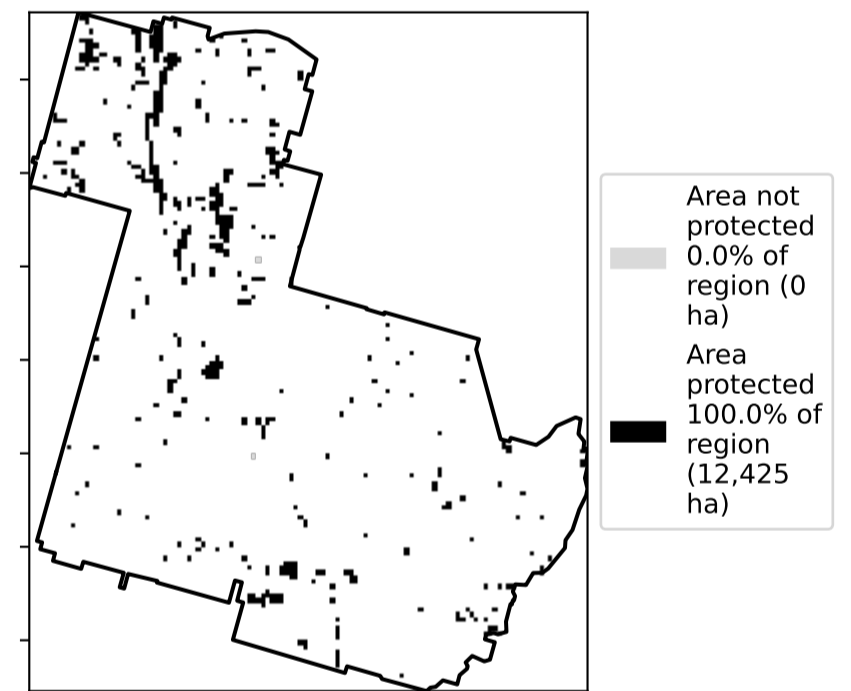 Area not
protected
0.0% of
region (0
ha)
Area
protected
100.0% of
region
(12,425
ha)